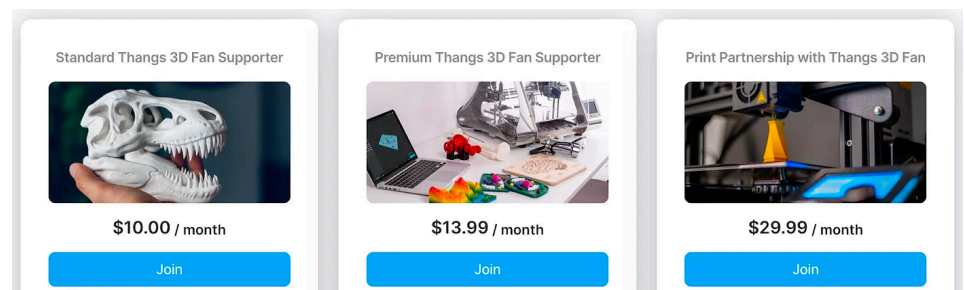 Standard Thangs 3D Fan Supporter
$10.00 / month
Join
Premium Thangs 3D Fan Supporter
$13.99 / month
Join
Print Partnership with Thangs 3D Fan
$29.99 / month
Join